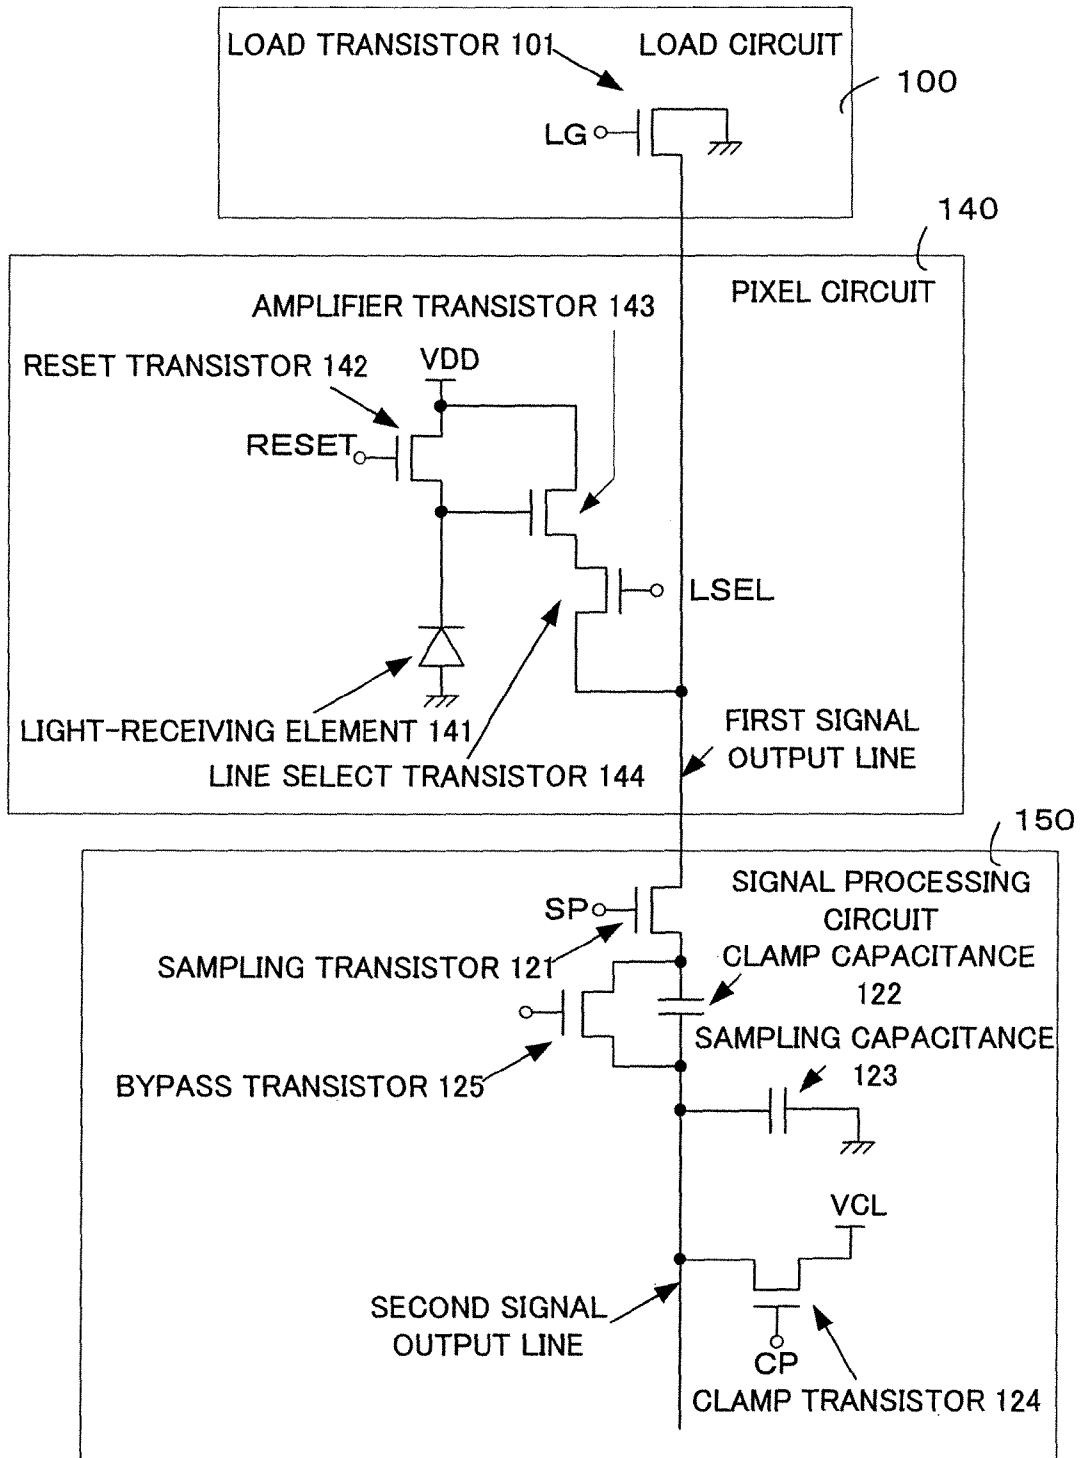 LOAD TRANSISTOR 101
LOAD CIRCUIT
100
LG
140
PIXEL CIRCUIT
AMPLIFIER TRANSISTOR 143
RESET TRANSISTOR 142
VDD
RESET
LSEL
LIGHT-RECEIVING ELEMENT 141
LINE SELECT TRANSISTOR 144
FIRST SIGNAL
OUTPUT LINE
150
SIGNAL PROCESSING
CIRCUIT
SP
SAMPLING TRANSISTOR 121
CLAMP CAPACITANCE
122
SAMPLING CAPACITANCE
123
BYPASS TRANSISTOR 125
VCL
SECOND SIGNAL
OUTPUT LINE
CP
CLAMP TRANSISTOR 124